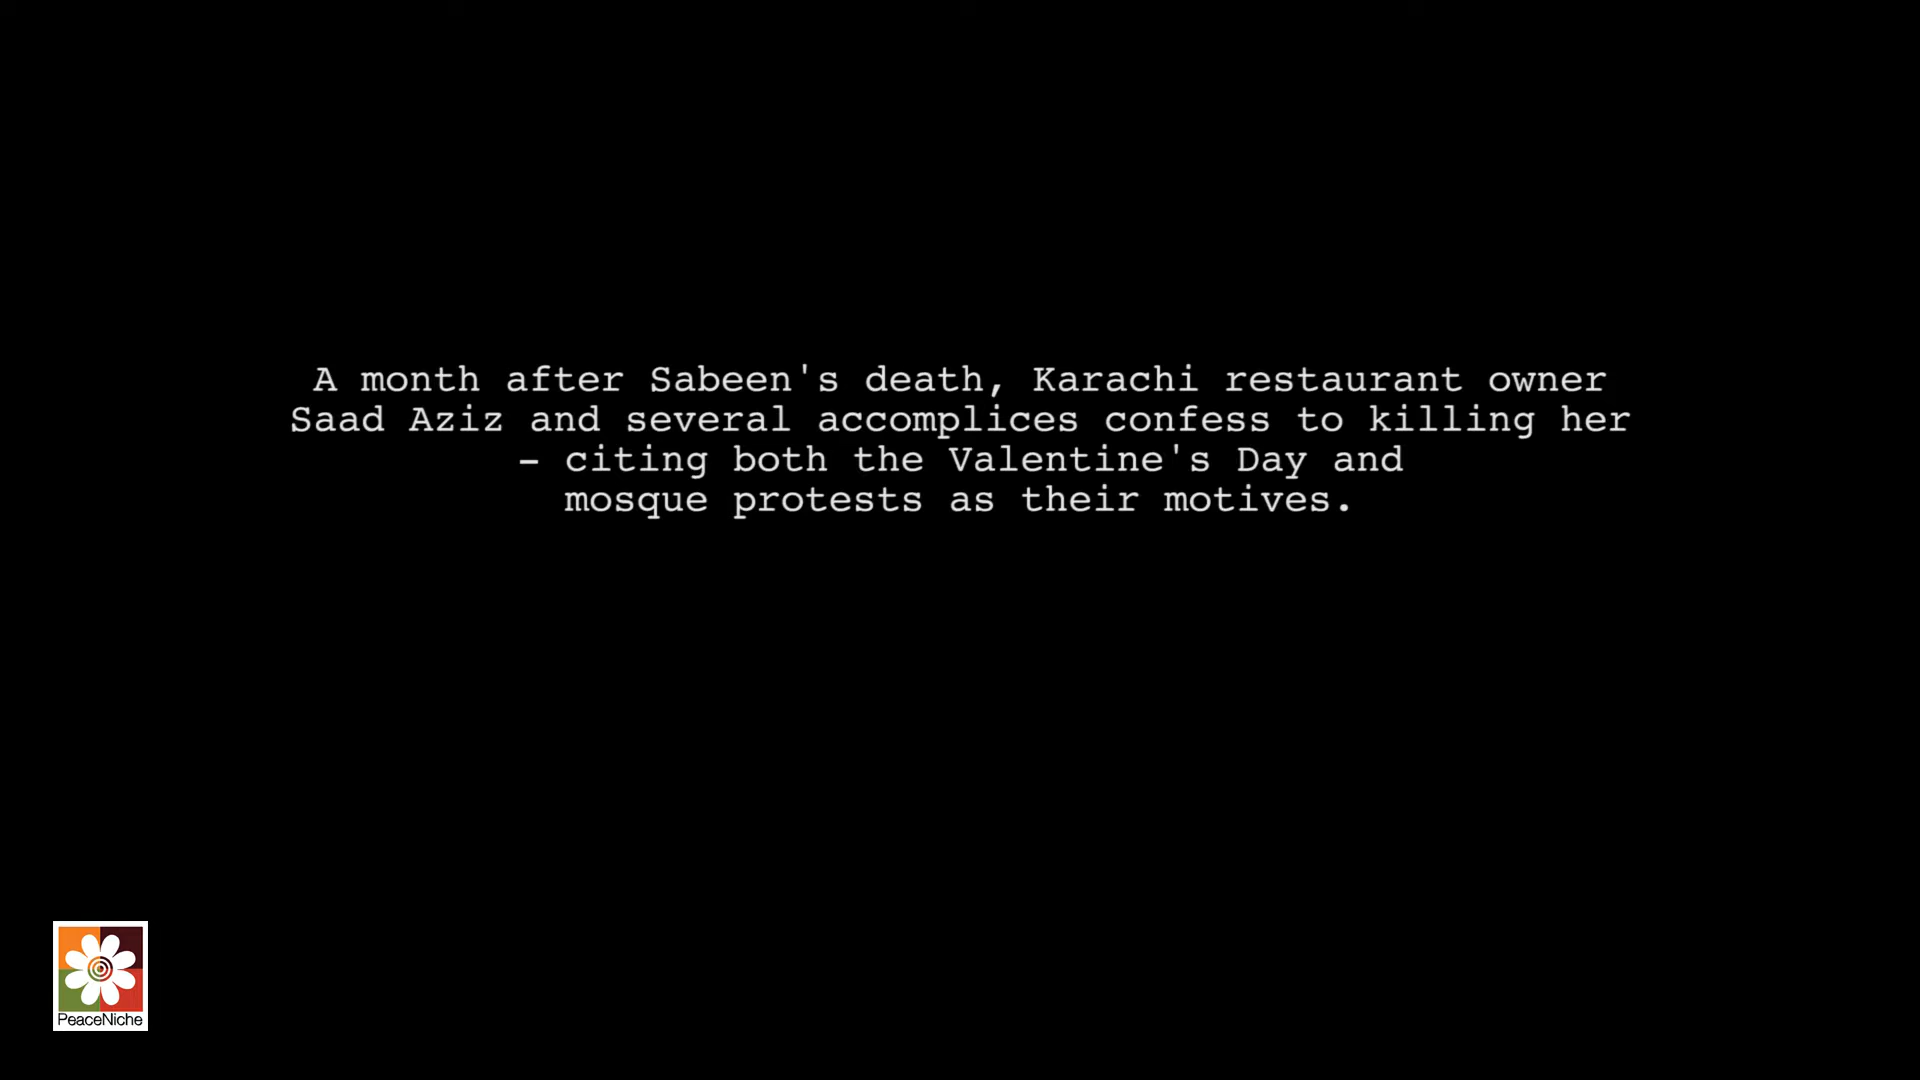 A month after Sabeen's death, Karachi restaurant owner
Saad Aziz and several accomplices confess to killing her
– citing both the Valentine's Day and
mosque protests as their motives.
PeaceNiche